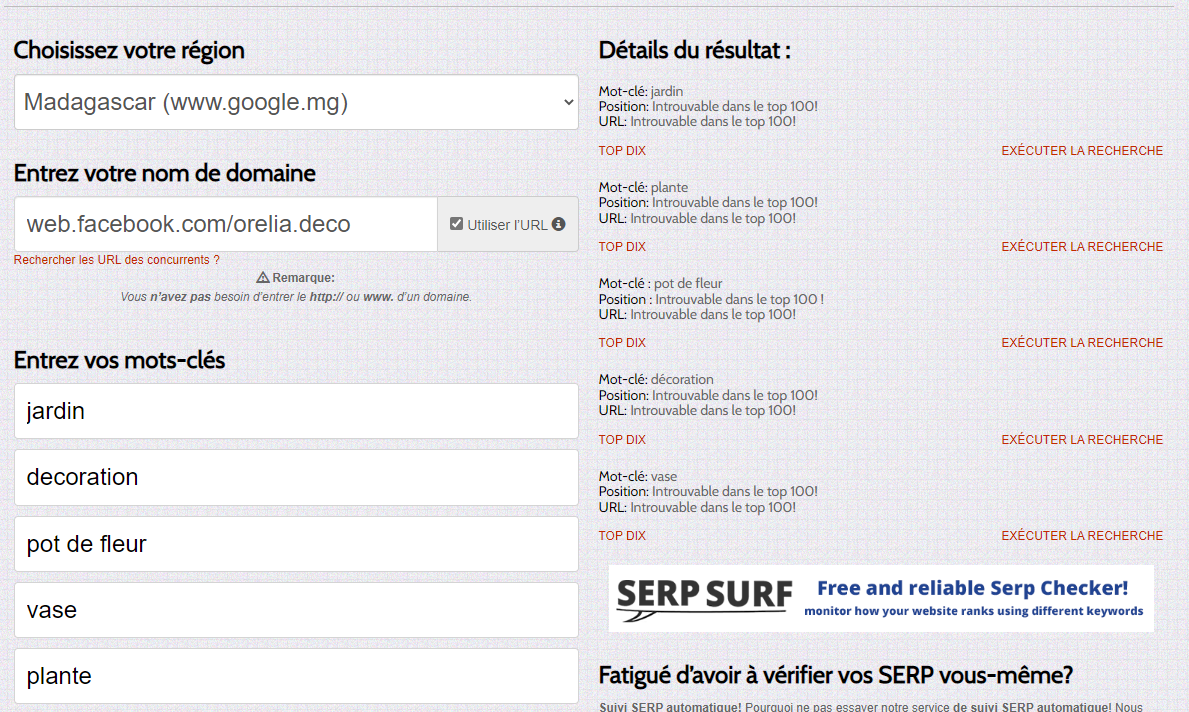 Choisissez votre région
Madagascar (www.google.mg)
Entrez votre nom de domaine
web.facebook.com/orelia.deco
Utiliser l'URL
Rechercher les URL des concurrents ?
Remarque:
Vous n'avez pas besoin d'entrer le http:// ou www. d'un domaine.
Entrez vos mots-clés
jardin
decoration
pot de fleur
vase
plante
Détails du résultat :
Mot-clé: jardin
Position: Introuvable dans le top 100!
URL: Introuvable dans le top 100!
TOP DIX
EXÉCUTER LA RECHERCHE
Mot-clé: plante
Position: Introuvable dans le top 100!
URL: Introuvable dans le top 100!
TOP DIX
EXÉCUTER LA RECHERCHE
Mot-clé : pot de fleur
Position : Introuvable dans le top 100 !
URL: Introuvable dans le top 100!
TOP DIX
EXÉCUTER LA RECHERCHE
Mot-clé: décoration
Position: Introuvable dans le top 100!
URL: Introuvable dans le top 100!
TOP DIX
EXÉCUTER LA RECHERCHE
Mot-clé: vase
Position: Introuvable dans le top 100!
URL: Introuvable dans le top 100!
TOP DIX
EXÉCUTER LA RECHERCHE
SERP SURF
Free and reliable Serp Checker!
monitor how your website ranks using different keywords
Fatigué d'avoir à vérifier vos SERP vous-même?
Suivi SERP automatique! Pourquoi ne pas essayer notre service de suivi SERP automatique! Nous